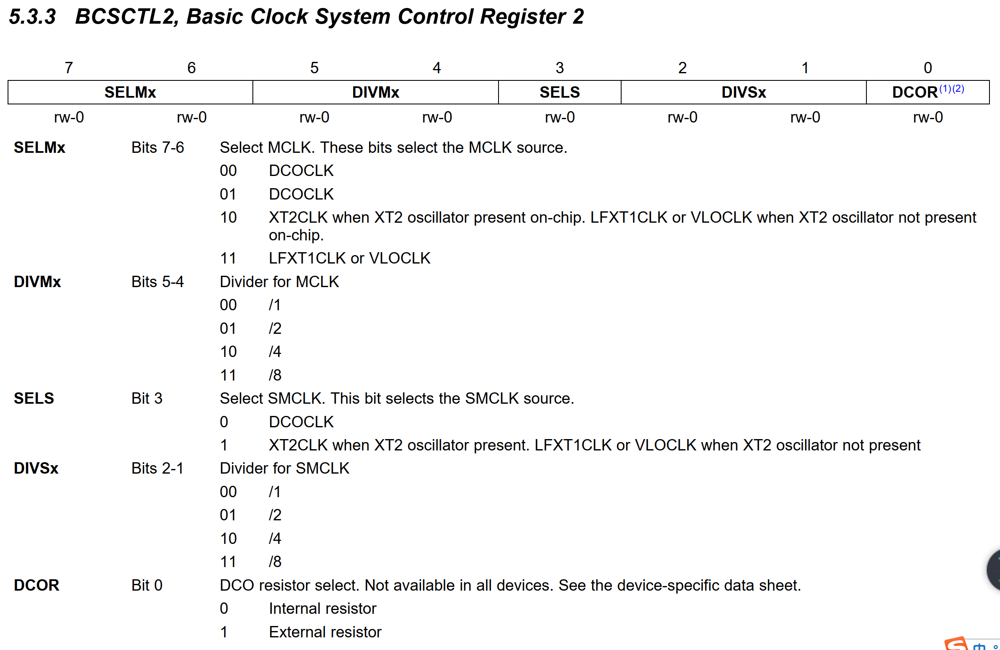 5.3.3 BCSCTL2, Basic Clock System Control Register 2
7 6 5 4 3 2 1 0
SELMx DIVMx SELS DIVSx DCOR(1)(2)
rw-0 rw-0 rw-0 rw-0 rw-0 rw-0 rw-0 rw-0
SELMx Bits 7-6 Select MCLK. These bits select the MCLK source.
00 DCOCLK
01 DCOCLK
10 XT2CLK when XT2 oscillator present on-chip. LFXT1CLK or VLOCLK when XT2 oscillator not present
on-chip.
11 LFXT1CLK or VLOCLK
DIVMx Bits 5-4 Divider for MCLK
00 /1
01 /2
10 /4
11 /8
SELS Bit 3 Select SMCLK. This bit selects the SMCLK source.
0 DCOCLK
1 XT2CLK when XT2 oscillator present. LFXT1CLK or VLOCLK when XT2 oscillator not present
DIVSx Bits 2-1 Divider for SMCLK
00 /1
01 /2
10 /4
11 /8
DCOR Bit 0 DCO resistor select. Not available in all devices. See the device-specific data sheet.
0 Internal resistor
1 External resistor